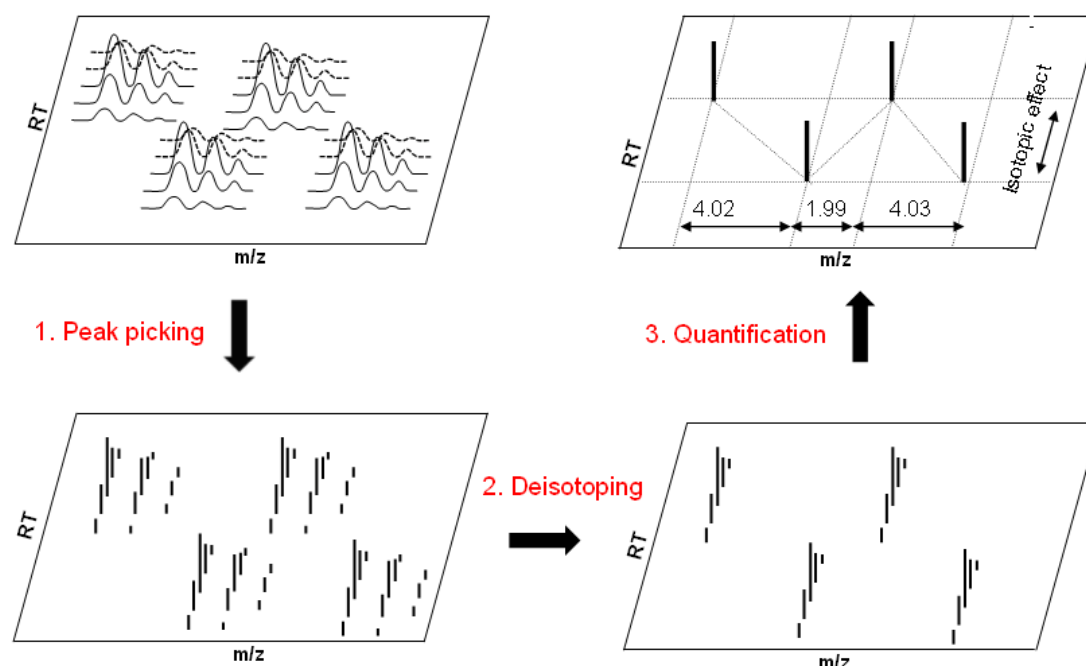 RT
m/z
RT
Isotopic effect
4.02
1.99
4.03
m/z
1. Peak picking
3. Quantification
RT
m/z
2. Deisotoping
RT
m/z